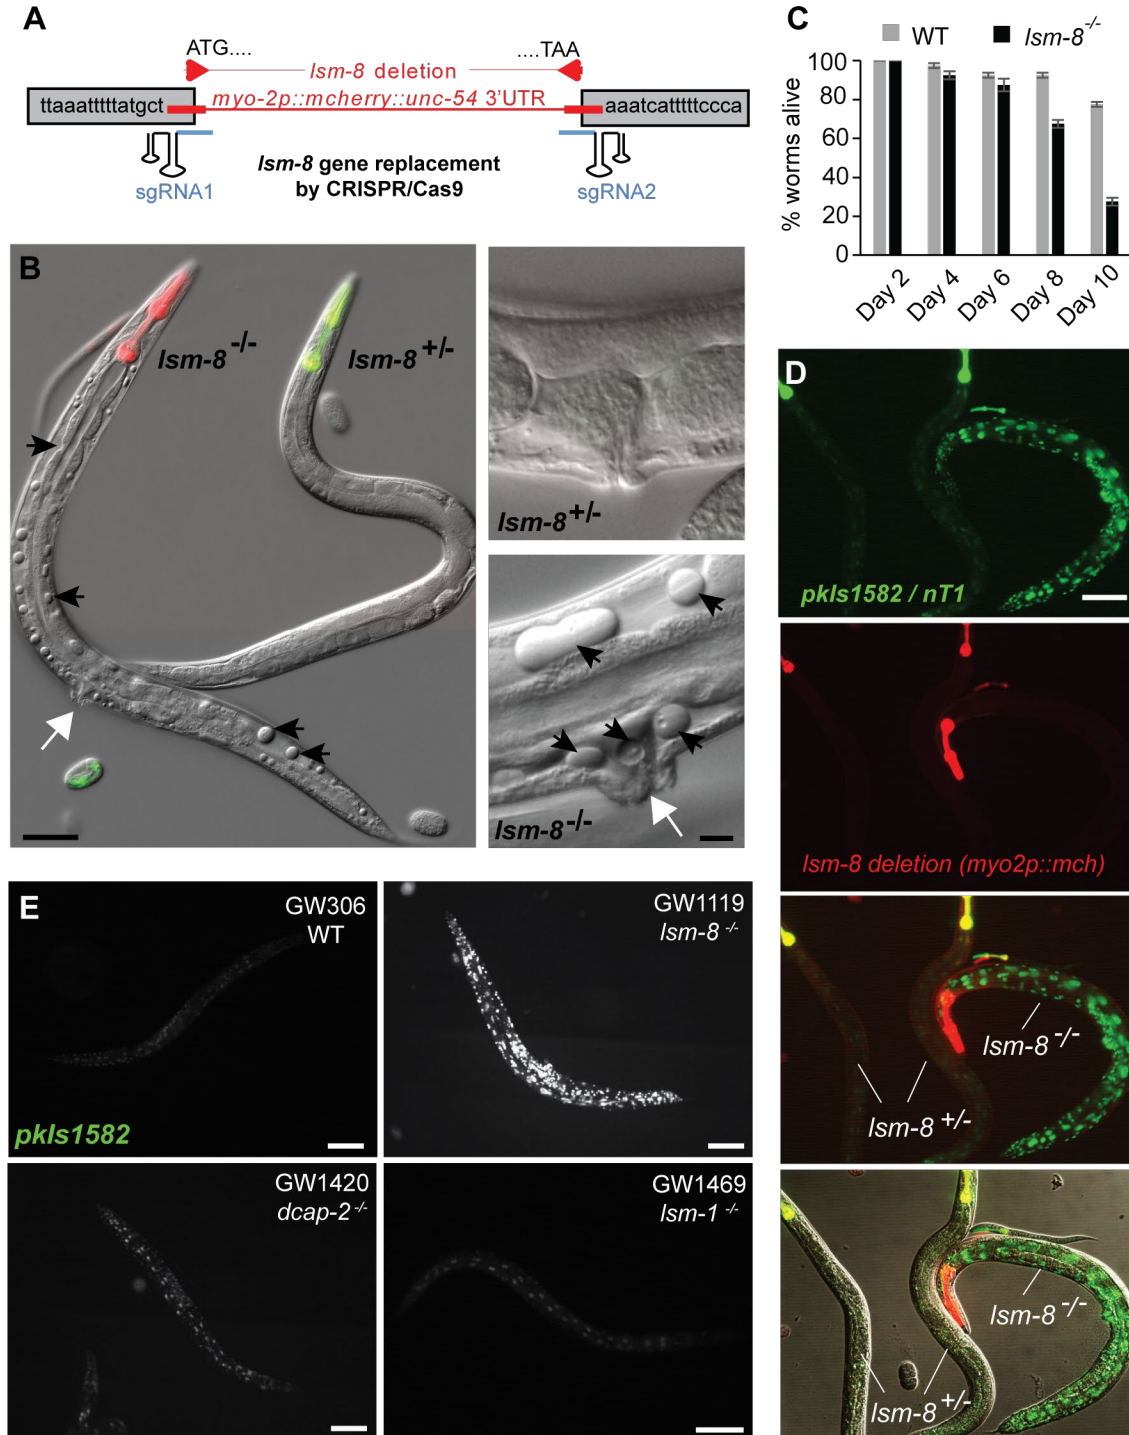 A
ATG....
....TAA
lsm-8 deletion
myo-2p::mcherry::unc-54 3'UTR
ttaaatttttatgct
aaatcatttttccca
sgRNA1
lsm-8 gene replacement
by CRISPR/Cas9
sgRNA2
B
lsm-8 -/-
lsm-8 +/-
lsm-8 +/-
lsm-8 -/-
C
WT
lsm-8 -/-
% worms alive
100
80
60
40
20
0
Day 2
Day 4
Day 6
Day 8
Day 10
D
pkIs1582 / nT1
lsm-8 deletion (myo2p::mch)
lsm-8 -/-
lsm-8 +/-
lsm-8 -/-
lsm-8 +/-
E
GW306
WT
pkIs1582
GW1119
lsm-8 -/-
GW1420
dcap-2 -/-
GW1469
lsm-1 -/-